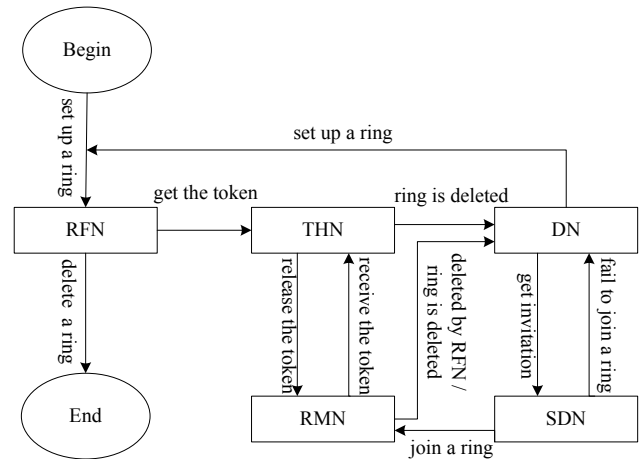 Begin
set up a ring
set up a ring
get the token
ring is deleted
RFN
THN
DN
delete a ring
release the token
receive the token
deleted by RFN /
ring is deleted
get invitation
fail to join a ring
End
RMN
SDN
join a ring